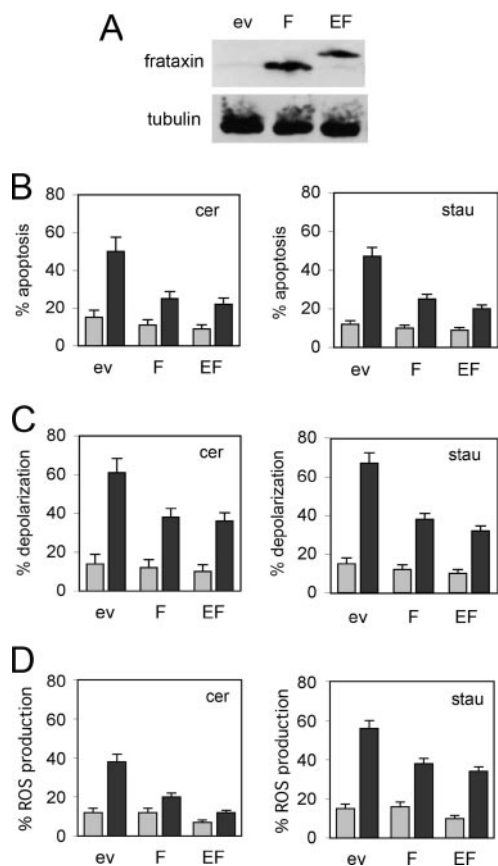 A
ev F EF
frataxin
tubulin
B
% apoptosis
80
60
40
20
0
cer
ev F EF
% apoptosis
80
60
40
20
0
stau
ev F EF
C
% depolarization
80
60
40
20
0
cer
ev F EF
% depolarization
80
60
40
20
0
stau
ev F EF
D
% ROS production
80
60
40
20
0
cer
ev F EF
% ROS production
80
60
40
20
0
stau
ev F EF